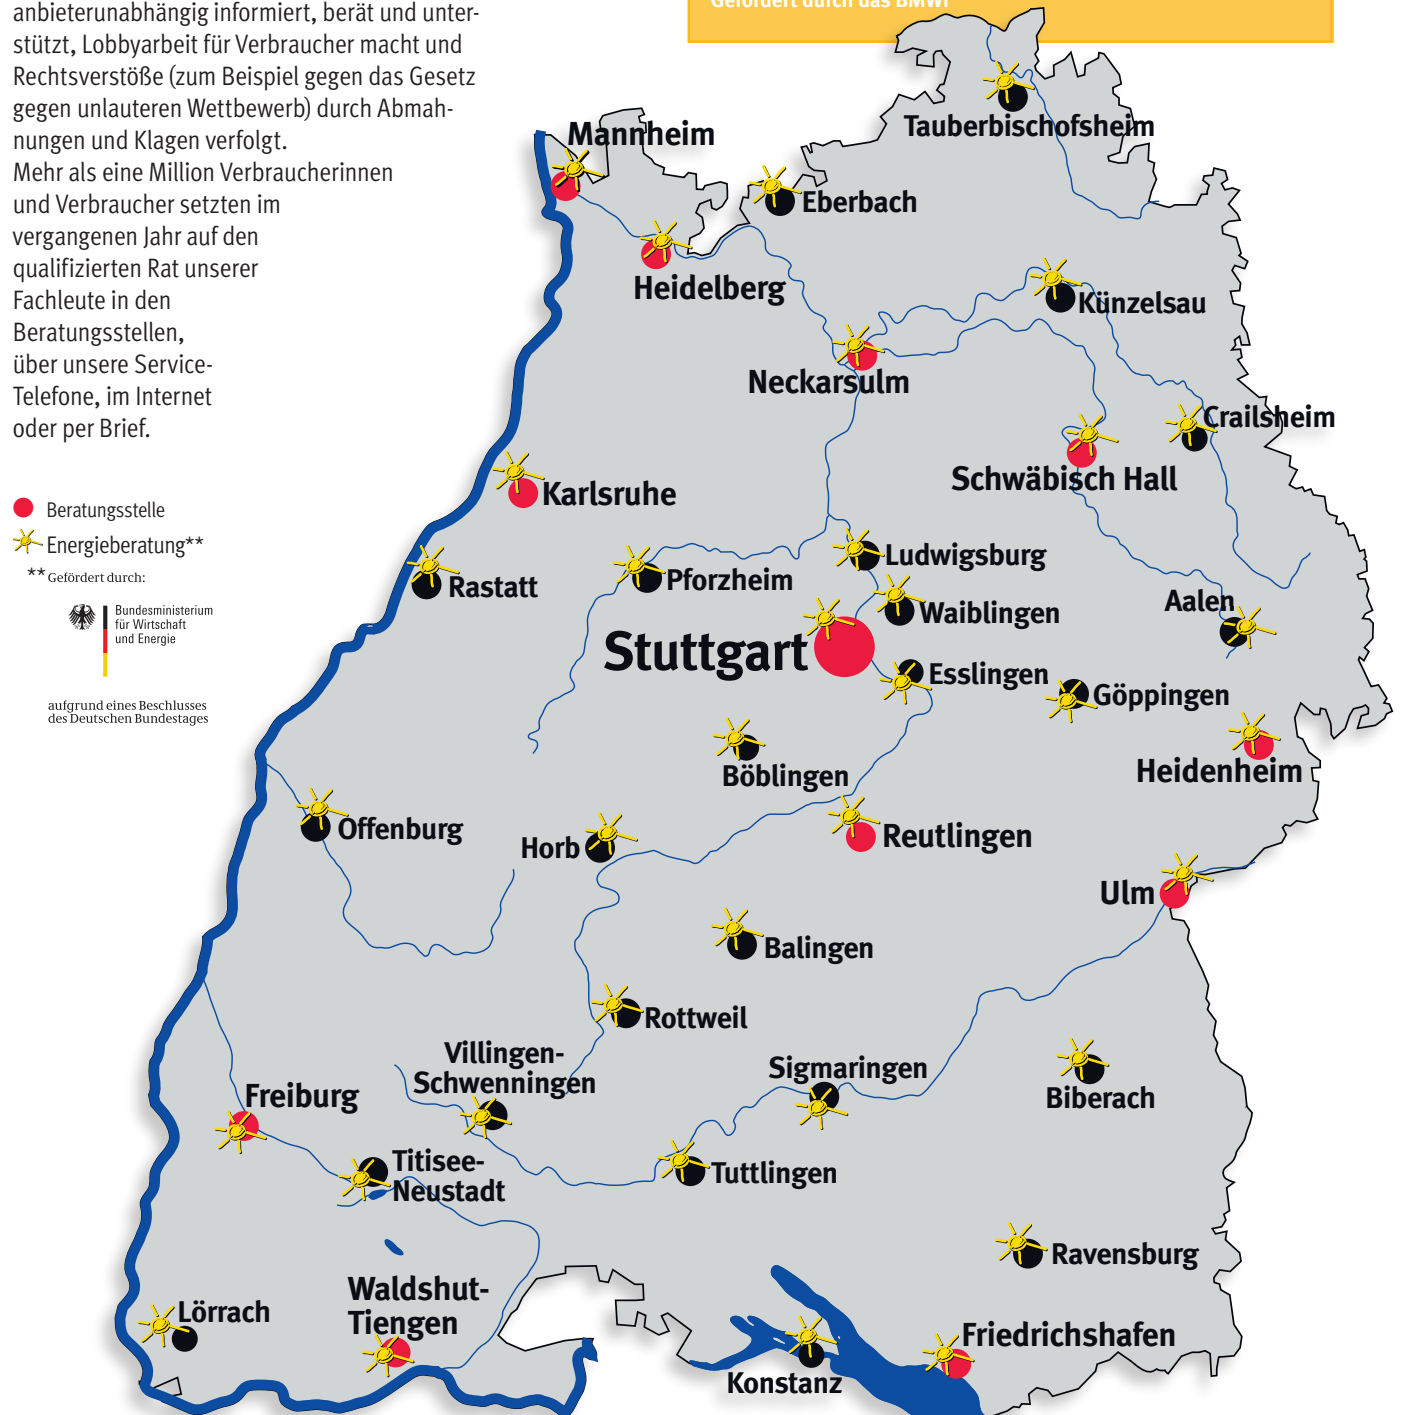 anbieterunabhängig informiert, berät und unter-
stützt, Lobbyarbeit für Verbraucher macht und
Rechtsverstöße (zum Beispiel gegen das Gesetz
gegen unlauteren Wettbewerb) durch Abmah-
nungen und Klagen verfolgt.
Mehr als eine Million Verbraucherinnen
und Verbraucher setzten im
vergangenen Jahr auf den
qualifizierten Rat unserer
Fachleute in den
Beratungsstellen,
über unsere Service-
Telefone, im Internet
oder per Brief.
Beratungsstelle
Energieberatung**
**Gefördert durch:
Bundesministerium
für Wirtschaft
und Energie
aufgrund eines Beschlusses
des Deutschen Bundestages
Gefördert durch das BMWi
Tauberbischofsheim
Mannheim
Eberbach
Heidelberg
Künzelsau
Neckarsulm
Crailsheim
Schwäbisch Hall
Karlsruhe
Ludwigsburg
Rastatt
Pforzheim
Waiblingen
Aalen
Stuttgart
Esslingen
Göppingen
Böblingen
Heidenheim
Offenburg
Horb
Reutlingen
Ulm
Balingen
Rottweil
Villingen-
Schwenningen
Sigmaringen
Biberach
Freiburg
Titisee-
Neustadt
Tuttlingen
Ravensburg
Waldshut-
Tiengen
Lörrach
Friedrichshafen
Konstanz